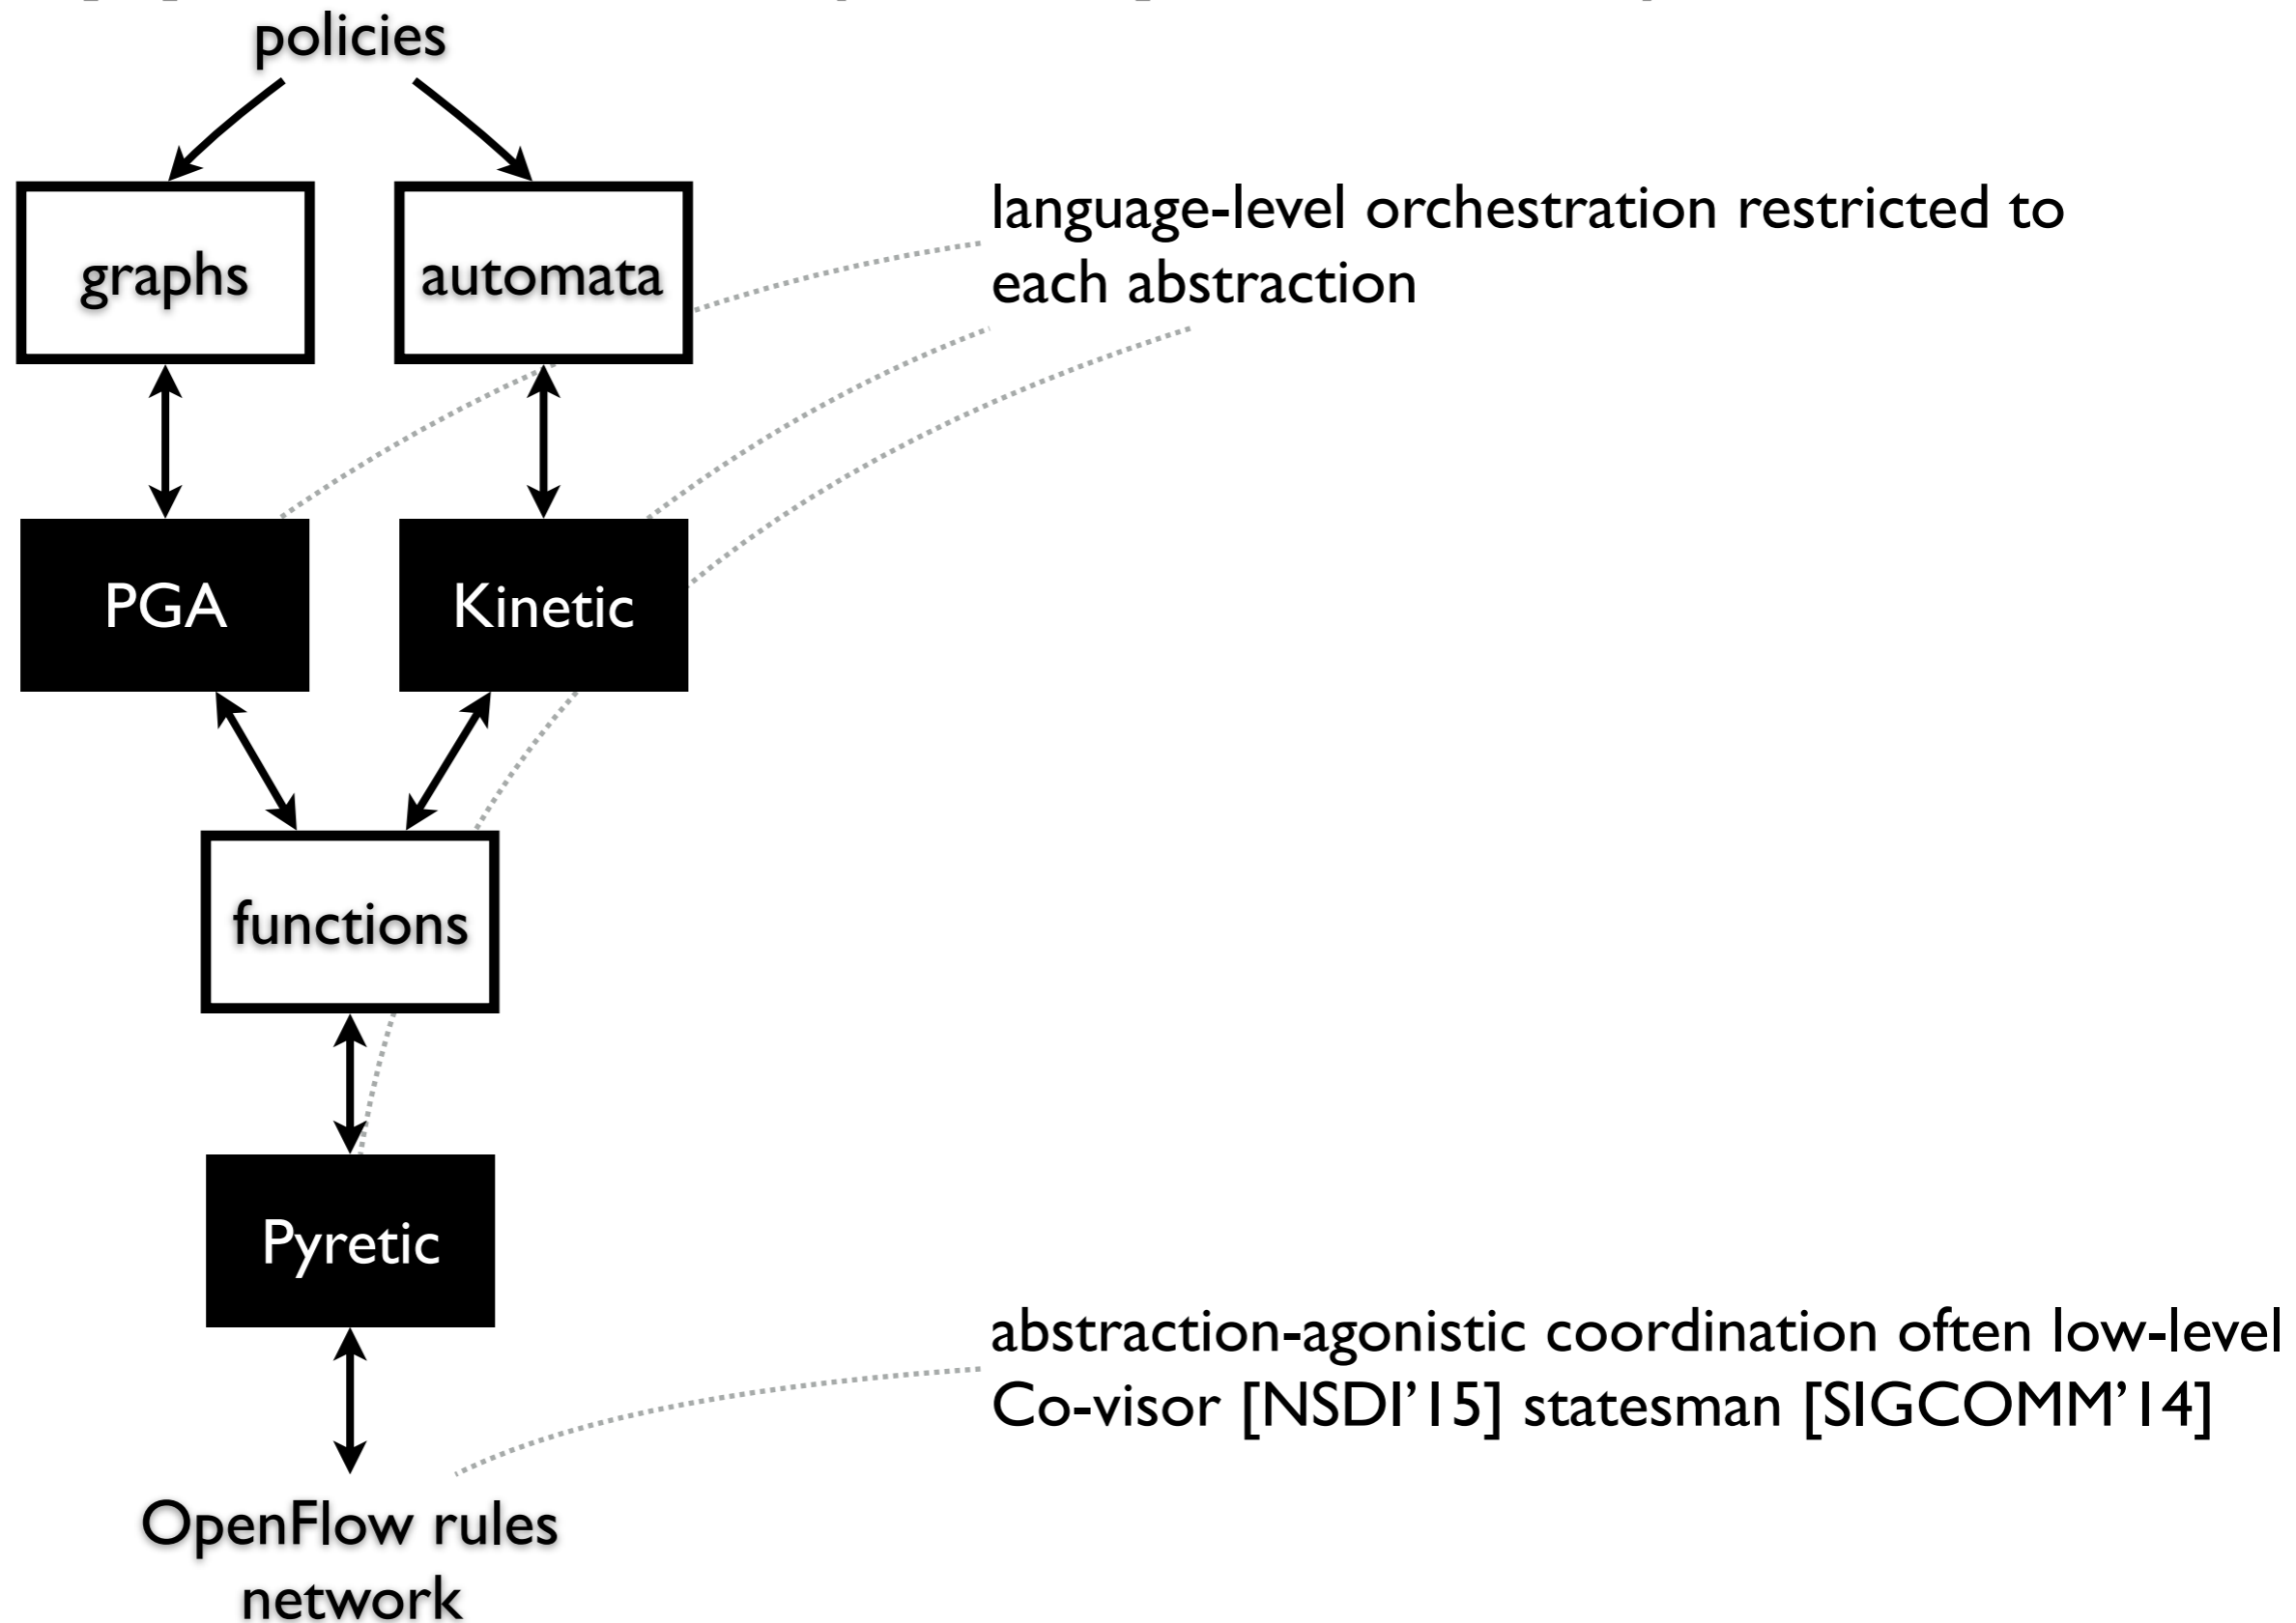 policies
graphs
automata
language-level orchestration restricted to
each abstraction
PGA
Kinetic
functions
Pyretic
abstraction-agonistic coordination often low-level
Co-visor [NSDI’15] statesman [SIGCOMM’14]
OpenFlow rules
network